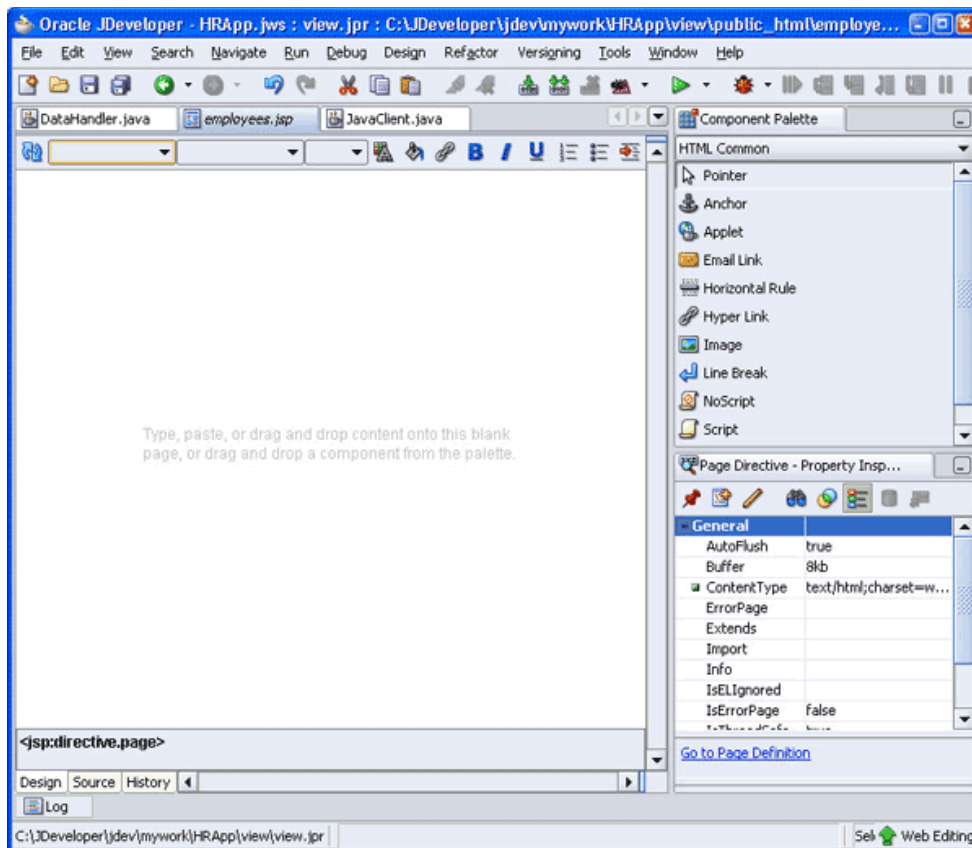 Oracle JDeveloper - HRApp.jws : view.jpr : C:\JDeveloper\jdev\mywork\HRApp\view\public_html\employe...
File Edit View Search Navigate Run Debug Design Refactor Versioning Tools Window Help
DataHandler.java employees.jsp JavaClient.java
Component Palette
HTML Common
Pointer
Anchor
Applet
Email Link
Horizontal Rule
Hyper Link
Image
Line Break
NoScript
Script
Type, paste, or drag and drop content onto this blank
page, or drag and drop a component from the palette.
Page Directive - Property Insp...
General
AutoFlush true
Buffer 8kb
ContentType text/html;charset=w...
ErrorPage
Extends
Import
Info
IsELIgnored
IsErrorPage false
<jsp:directive.page>
Go to Page Definition
Design Source History
Log
C:\JDeveloper\jdev\mywork\HRApp\view\view.jpr Sel Web Editing